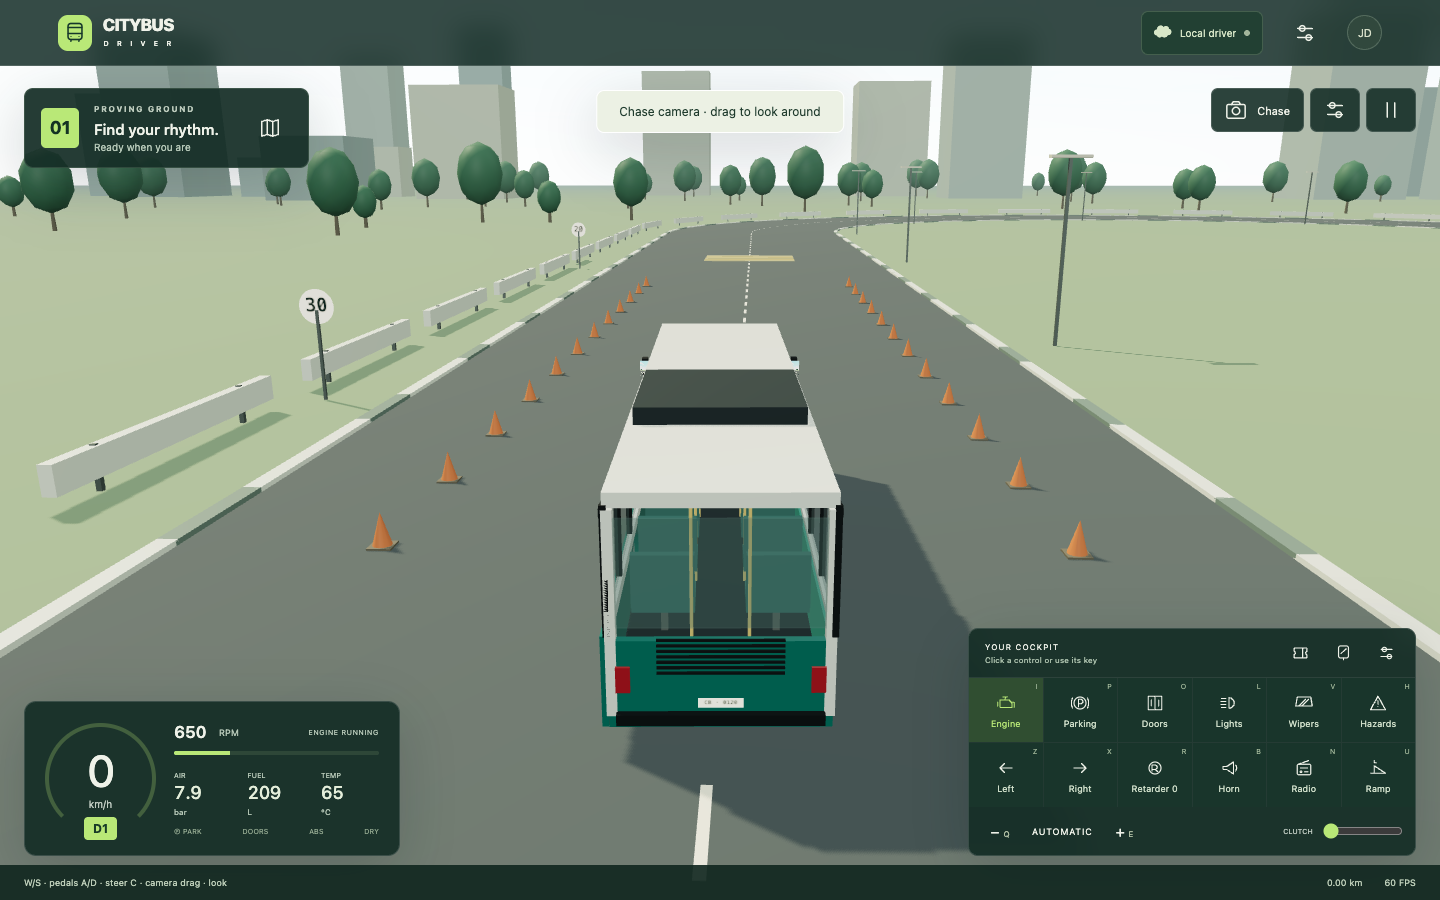 CITYBUS
DRIVER
Local driver
JD
01
PROVING GROUND
Find your rhythm.
Ready when you are
Chase camera · drag to look around
Chase
20
30
CB · 0120
YOUR COCKPIT
Click a control or use its key
I
Engine
P
Parking
O
Doors
L
Lights
V
Wipers
H
Hazards
Z
Left
X
Right
R
Retarder 0
B
Horn
N
Radio
U
Ramp
Q
AUTOMATIC
E
CLUTCH
0
km/h
D1
650 RPM
ENGINE RUNNING
AIR
7.9
bar
FUEL
209
L
TEMP
65
°C
Ⓟ PARK
DOORS
ABS
DRY
W/S · pedals A/D · steer C · camera drag · look
0.00 km
60 FPS